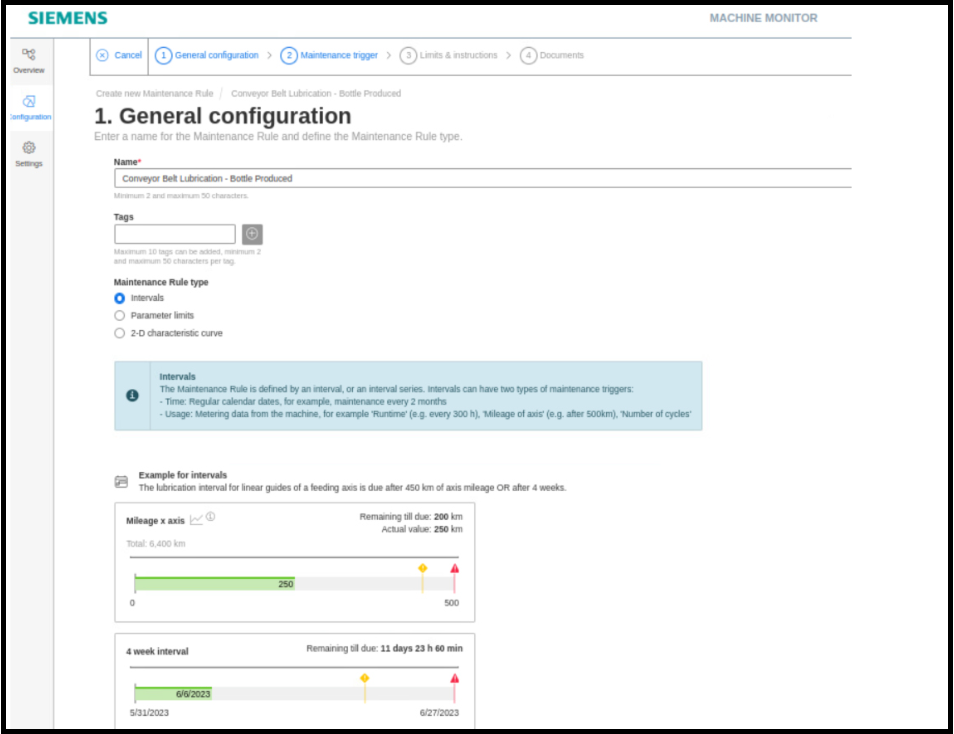 SIEMENS
MACHINE MONITOR
Overview
Configuration
Settings
Cancel 1 General configuration > 2 Maintenance trigger > 3 Limits & instructions > 4 Documents
Create new Maintenance Rule / Conveyor Belt Lubrication - Bottle Produced
1. General configuration
Enter a name for the Maintenance Rule and define the Maintenance Rule type.
Name*
Conveyor Belt Lubrication - Bottle Produced
Minimum 2 and maximum 50 characters.
Tags
Maximum 10 tags can be added, minimum 2
and maximum 50 characters per tag.
Maintenance Rule type
Intervals
Parameter limits
2-D characteristic curve
Intervals
The Maintenance Rule is defined by an interval, or an interval series. Intervals can have two types of maintenance triggers:
- Time: Regular calendar dates, for example, maintenance every 2 months
- Usage: Metering data from the machine, for example 'Runtime' (e.g. every 300 h), 'Mileage of axis' (e.g. after 500km), 'Number of cycles'
Example for intervals
The lubrication interval for linear guides of a feeding axis is due after 450 km of axis mileage OR after 4 weeks.
Mileage x axis
Remaining till due: 200 km
Actual value: 250 km
Total: 6,400 km
250
0
500
4 week interval
Remaining till due: 11 days 23 h 60 min
6/6/2023
5/31/2023
6/27/2023